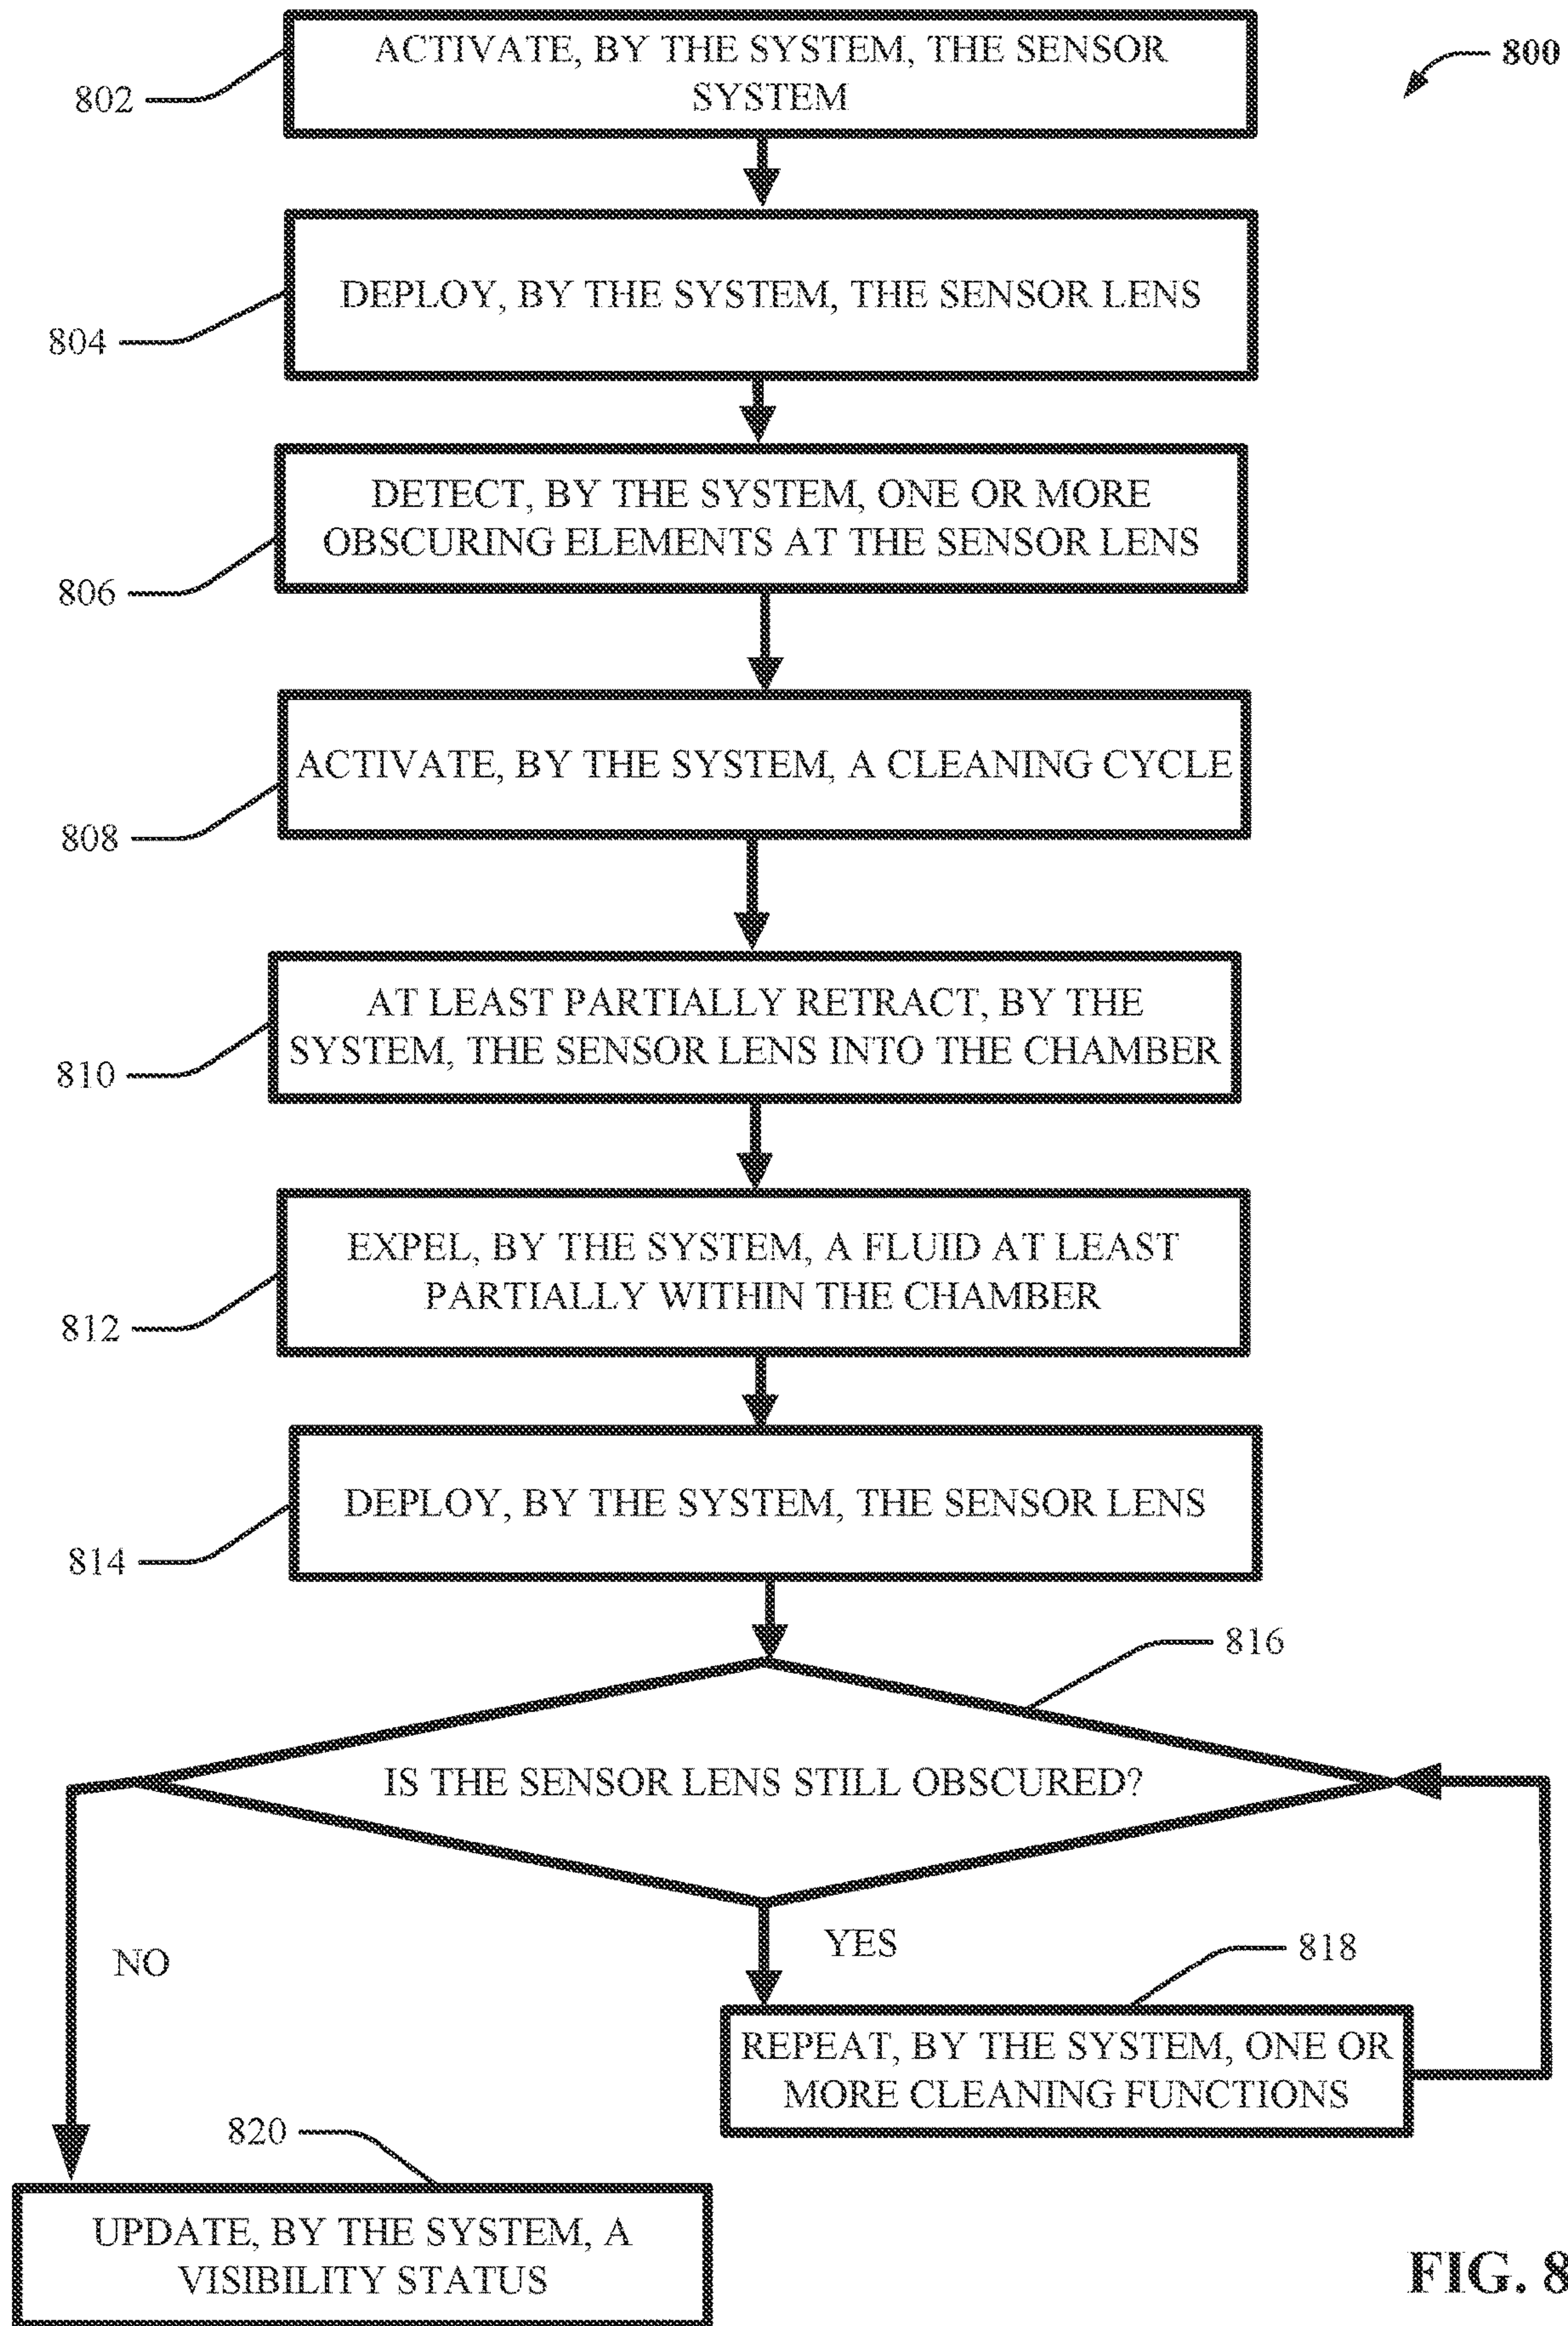 800
ACTIVATE, BY THE SYSTEM, THE SENSOR
SYSTEM
802
DEPLOY, BY THE SYSTEM, THE SENSOR LENS
804
DETECT, BY THE SYSTEM, ONE OR MORE
OBSCURING ELEMENTS AT THE SENSOR LENS
806
ACTIVATE, BY THE SYSTEM, A CLEANING CYCLE
808
AT LEAST PARTIALLY RETRACT, BY THE
SYSTEM, THE SENSOR LENS INTO THE CHAMBER
810
EXPEL, BY THE SYSTEM, A FLUID AT LEAST
PARTIALLY WITHIN THE CHAMBER
812
DEPLOY, BY THE SYSTEM, THE SENSOR LENS
814
816
IS THE SENSOR LENS STILL OBSCURED?
NO
YES
818
REPEAT, BY THE SYSTEM, ONE OR
MORE CLEANING FUNCTIONS
820
UPDATE, BY THE SYSTEM, A
VISIBILITY STATUS
FIG. 8